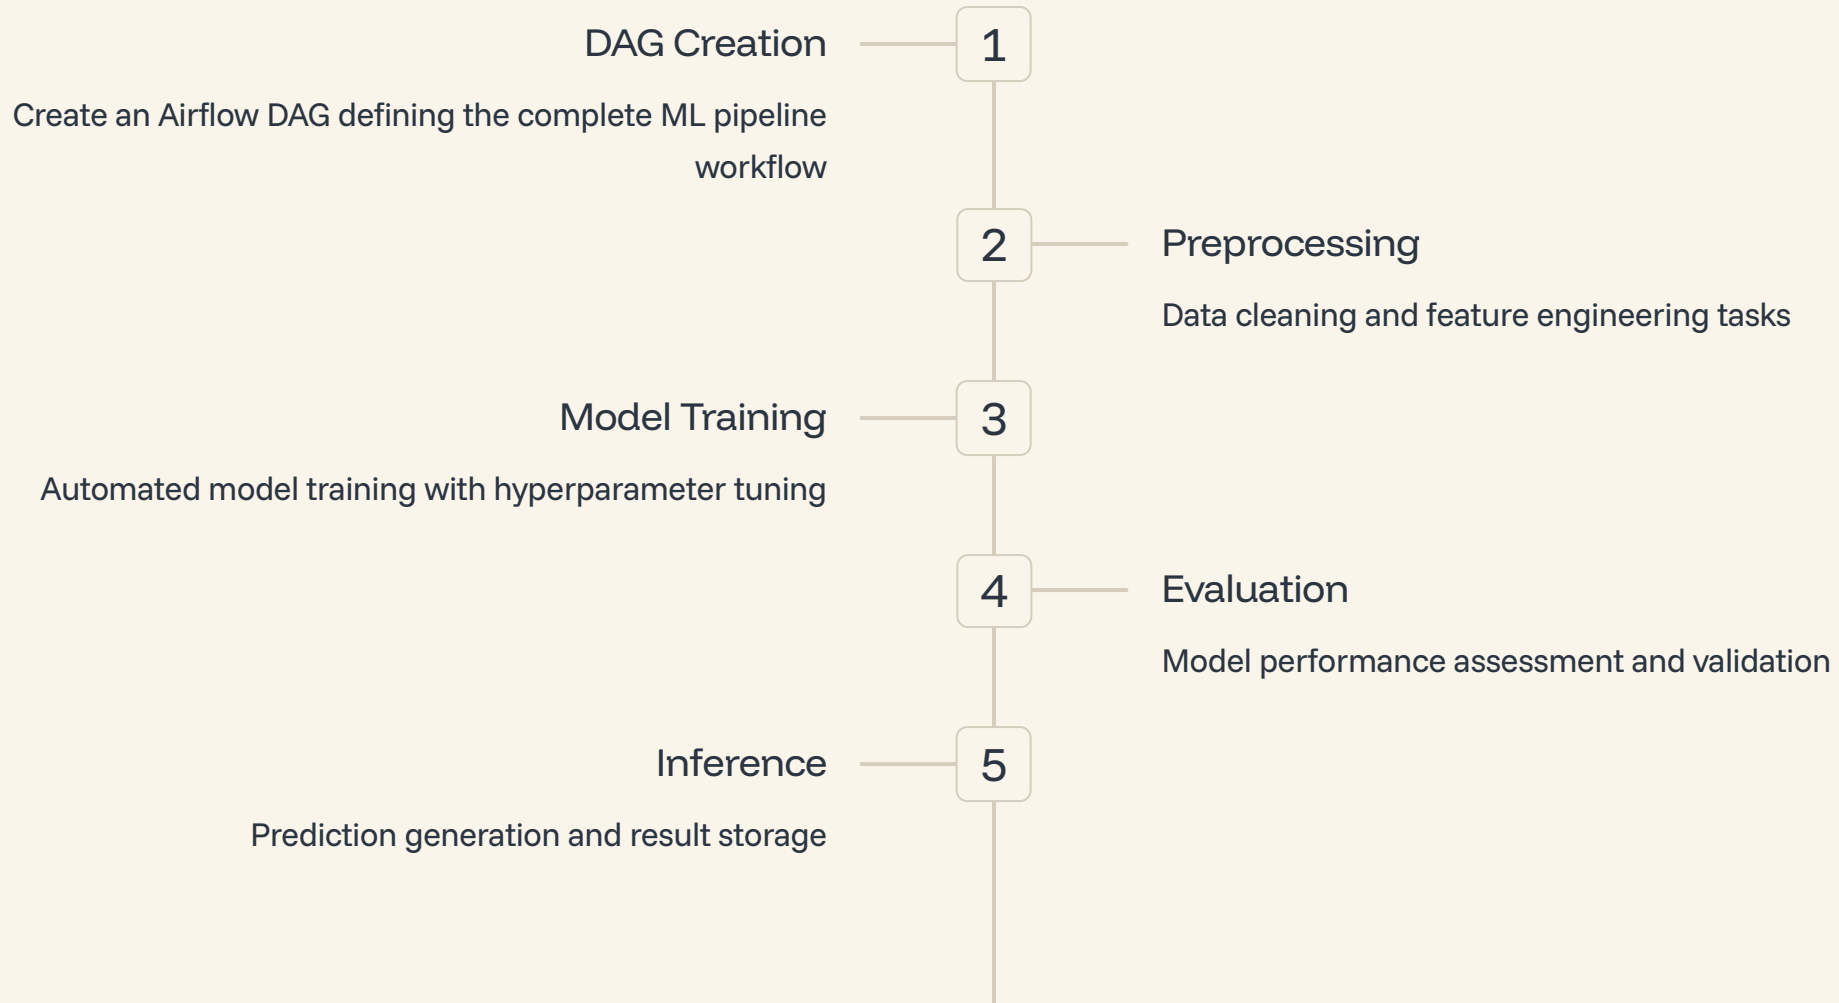 DAG Creation
1
Create an Airflow DAG defining the complete ML pipeline
workflow
2
Preprocessing
Data cleaning and feature engineering tasks
Model Training
3
Automated model training with hyperparameter tuning
4
Evaluation
Model performance assessment and validation
Inference
5
Prediction generation and result storage